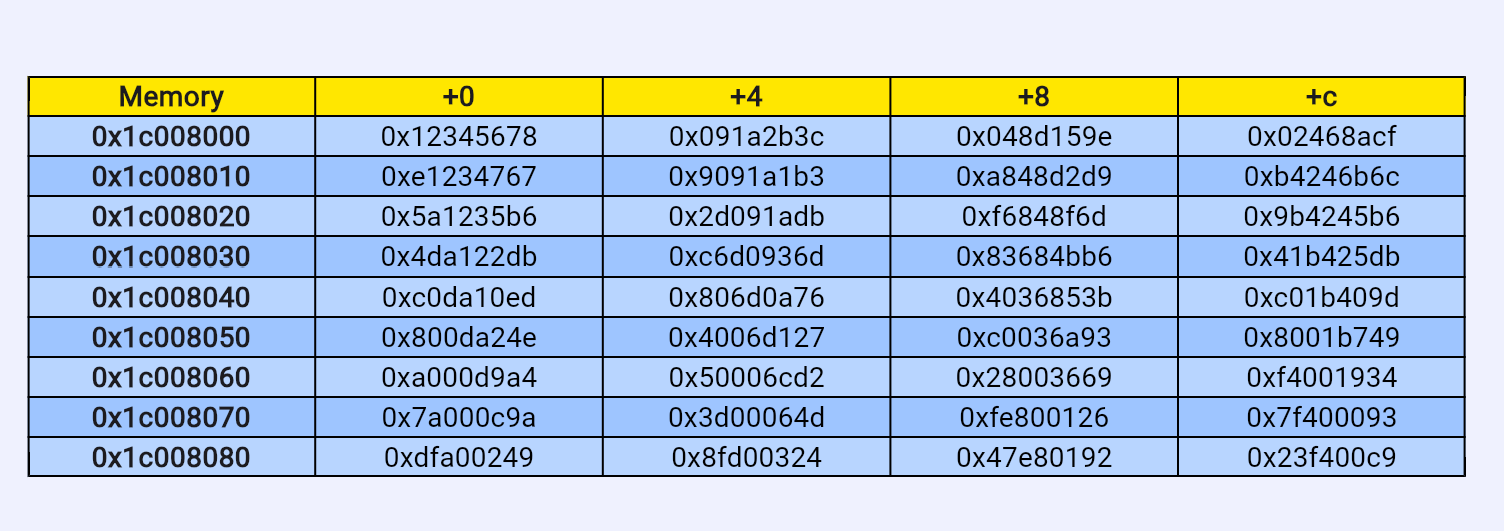 Memory +0 +4 +8 +c
0x1c008000 0x12345678 0x091a2b3c 0x048d159e 0x02468acf
0x1c008010 0xe1234767 0x9091a1b3 0xa848d2d9 0xb4246b6c
0x1c008020 0x5a1235b6 0x2d091adb 0xf6848f6d 0x9b4245b6
0x1c008030 0x4da122db 0xc6d0936d 0x83684bb6 0x41b425db
0x1c008040 0xc0da10ed 0x806d0a76 0x4036853b 0xc01b409d
0x1c008050 0x800da24e 0x4006d127 0xc0036a93 0x8001b749
0x1c008060 0xa000d9a4 0x50006cd2 0x28003669 0xf4001934
0x1c008070 0x7a000c9a 0x3d00064d 0xfe800126 0x7f400093
0x1c008080 0xdfa00249 0x8fd00324 0x47e80192 0x23f400c9